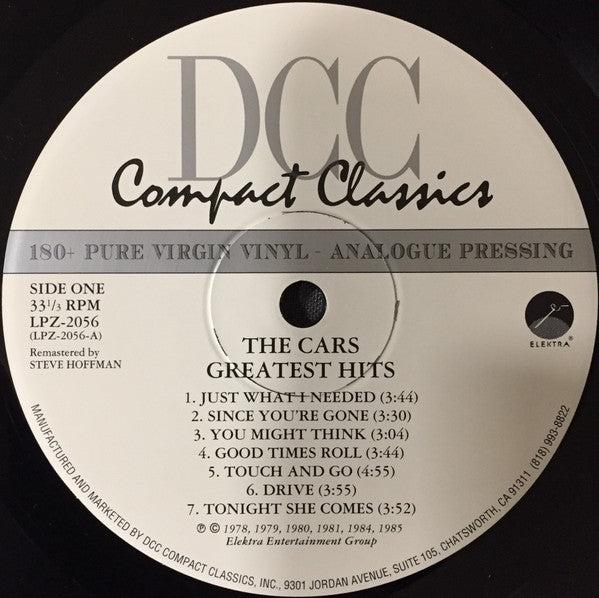 DCC
Compact Classics
180+ PURE VIRGIN VINYL - ANALOGUE PRESSING
SIDE ONE
33 1/3 RPM
LPZ-2056
(LPZ-2056-A)
Remastered by
STEVE HOFFMAN
ELEKTRA®
THE CARS
GREATEST HITS
1. JUST WHAT I NEEDED (3:44)
2. SINCE YOU'RE GONE (3:30)
3. YOU MIGHT THINK (3:04)
4. GOOD TIMES ROLL (3:44)
5. TOUCH AND GO (4:55)
6. DRIVE (3:55)
7. TONIGHT SHE COMES (3:52)
℗ © 1978, 1979, 1980, 1981, 1984, 1985
Elektra Entertainment Group
MANUFACTURED AND MARKETED BY DCC COMPACT CLASSICS, INC., 9301 JORDAN AVENUE, SUITE 105, CHATSWORTH, CA 91311 (818) 993-8822